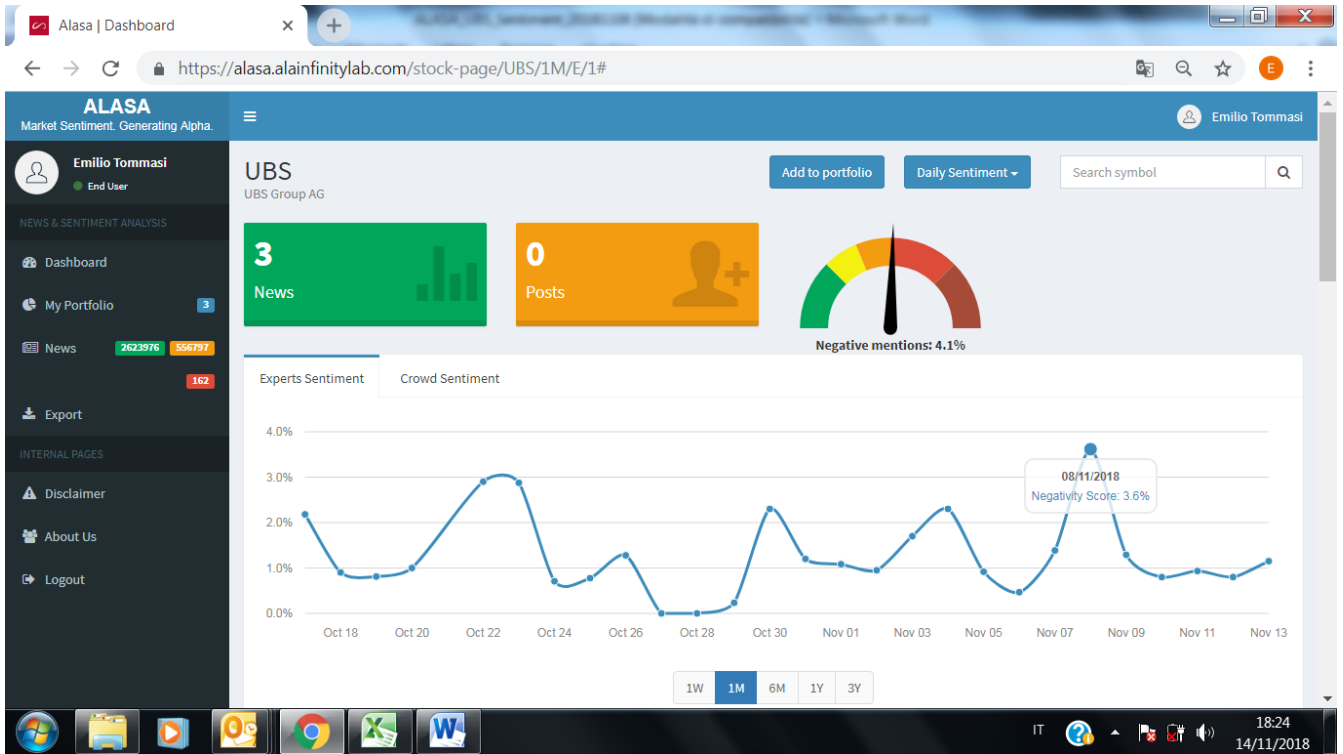 Alasa | Dashboard
ALASA_UBS_Sentiment_20181108 [Modalità di compatibilità] - Microsoft Word
https://alasa.alainfinitylab.com/stock-page/UBS/1M/E/1#
E
ALASA
Market Sentiment. Generating Alpha.
Emilio Tommasi
Emilio Tommasi
End User
UBS
UBS Group AG
Add to portfolio
Daily Sentiment
Search symbol
NEWS & SENTIMENT ANALYSIS
Dashboard
My Portfolio 3
News 2623976 556797
162
Export
INTERNAL PAGES
Disclaimer
About Us
Logout
3
News
0
Posts
Negative mentions: 4.1%
Experts Sentiment
Crowd Sentiment
4.0%
3.0%
2.0%
1.0%
0.0%
08/11/2018
Negativity Score: 3.6%
Oct 18 Oct 20 Oct 22 Oct 24 Oct 26 Oct 28 Oct 30 Nov 01 Nov 03 Nov 05 Nov 07 Nov 09 Nov 11 Nov 13
1W 1M 6M 1Y 3Y
IT
18:24
14/11/2018